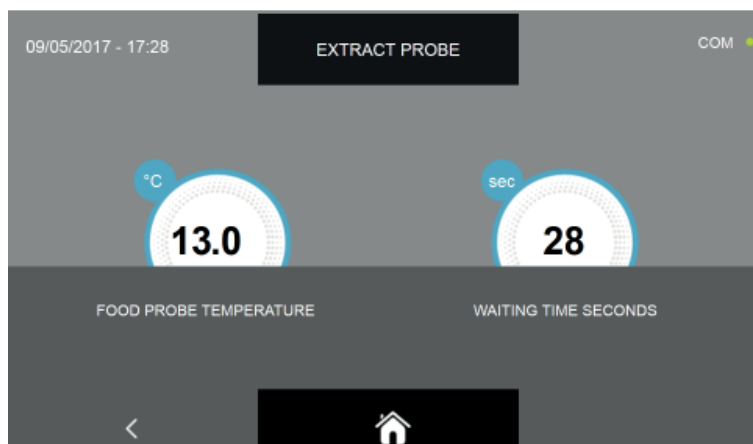 09/05/2017 - 17:28
EXTRACT PROBE
COM
°C
13.0
sec
28
FOOD PROBE TEMPERATURE
WAITING TIME SECONDS